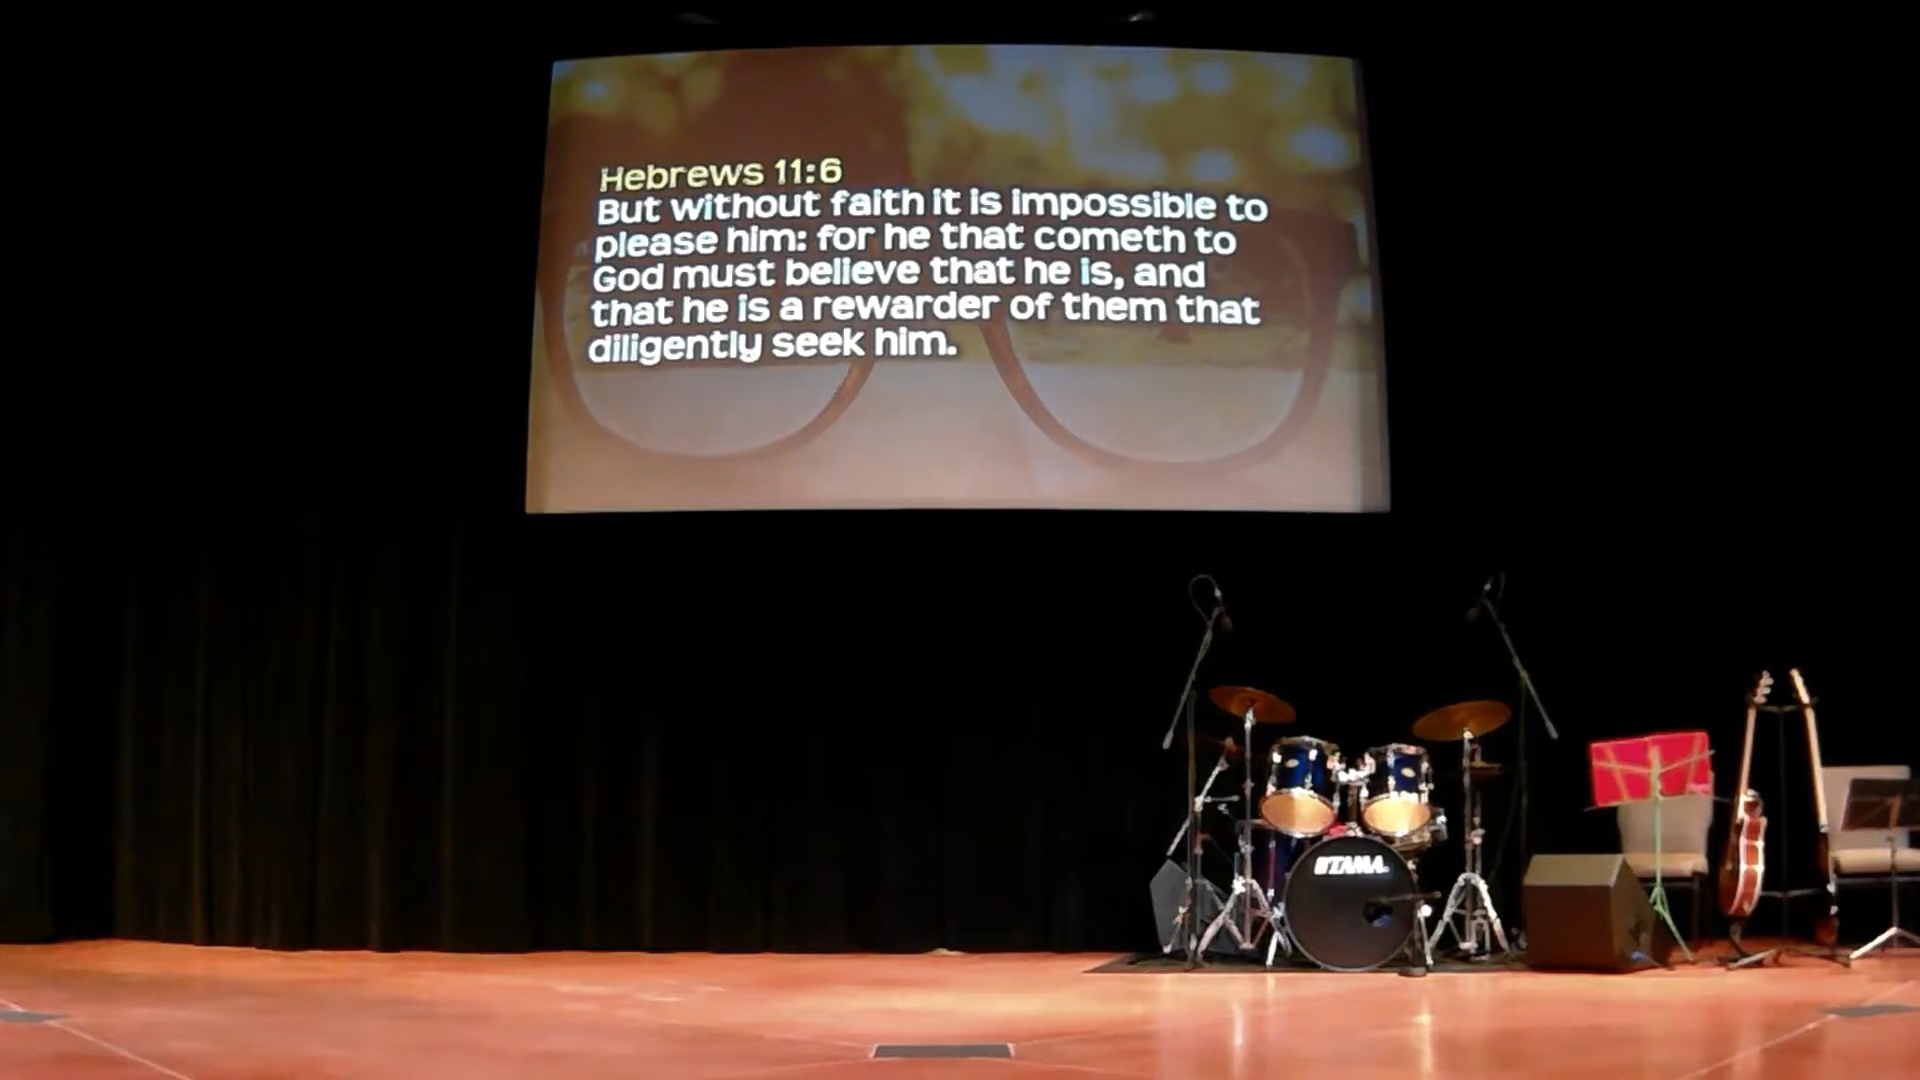 Hebrews 11:6
But without faith it is impossible to
please him: for he that cometh to
God must believe that he is, and
that he is a rewarder of them that
diligently seek him.
TAMA